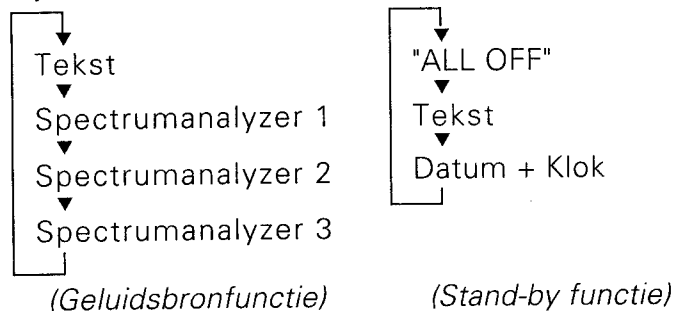 Tekst
Spectrumanalyzer 1
Spectrumanalyzer 2
Spectrumanalyzer 3
(Geluidsbronfunctie)
"ALL OFF"
Tekst
Datum + Klok
(Stand-by functie)